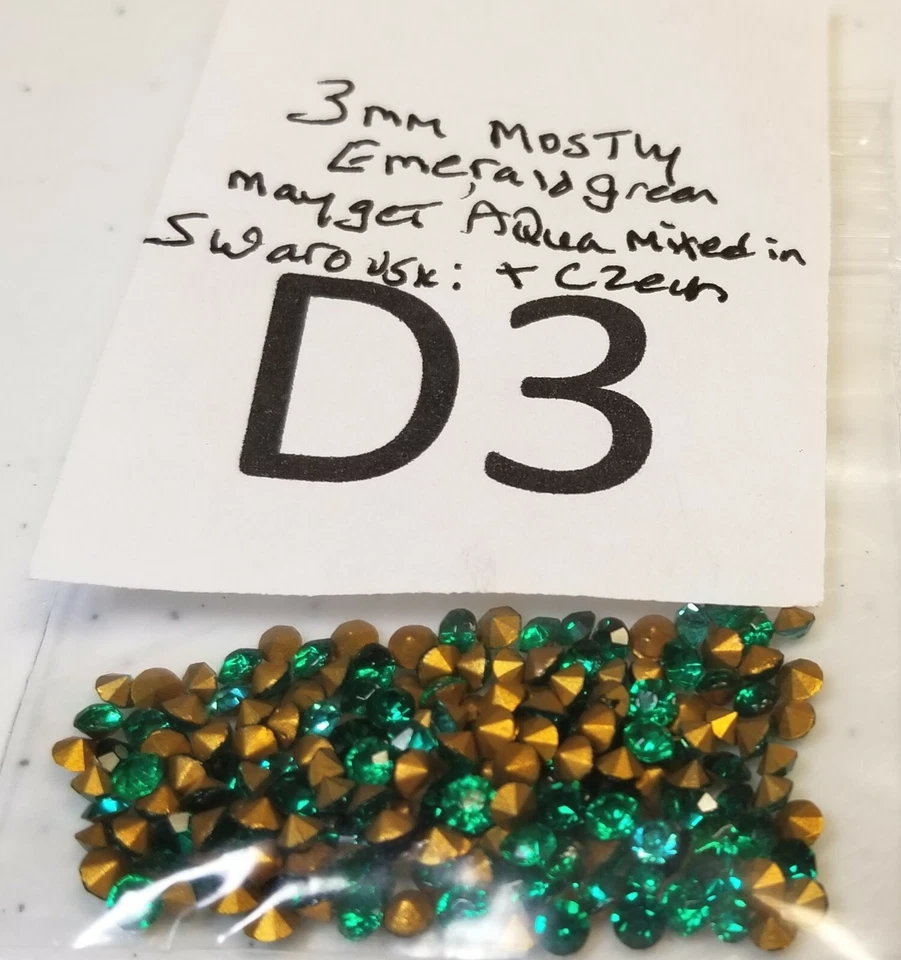 3mm Mostly
Emerald green
may get Aqua mixed in
Swarovski + Czech
D3